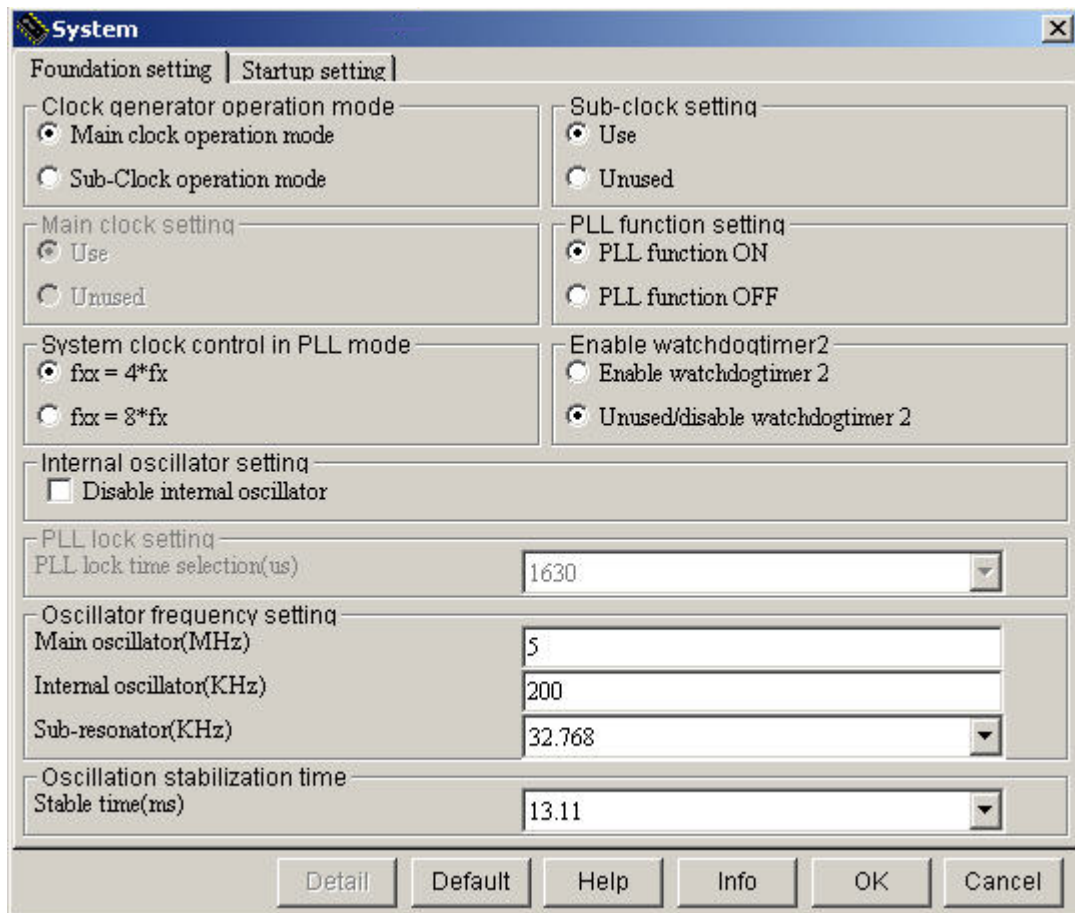 System
Foundation setting Startup setting
Clock generator operation mode
Main clock operation mode
Sub-Clock operation mode
Sub-clock setting
Use
Unused
Main clock setting
Use
Unused
PLL function setting
PLL function ON
PLL function OFF
System clock control in PLL mode
fxx = 4*fx
fxx = 8*fx
Enable watchdogtimer2
Enable watchdogtimer 2
Unused/disable watchdogtimer 2
Internal oscillator setting
Disable internal oscillator
PLL lock setting
PLL lock time selection(us) 1630
Oscillator frequency setting
Main oscillator(MHz) 5
Internal oscillator(KHz) 200
Sub-resonator(KHz) 32.768
Oscillation stabilization time
Stable time(ms) 13.11
Detail Default Help Info OK Cancel